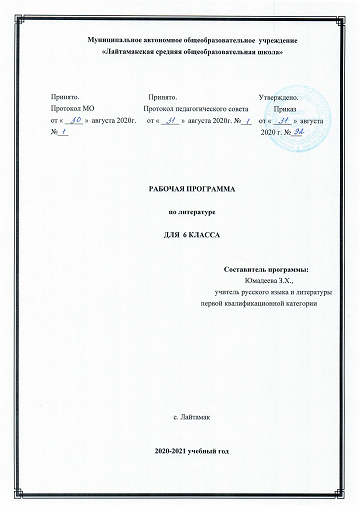 Муниципальное автономное общеобразовательное учреждение
«Лайтамакская средняя общеобразовательная школа»
Принято. Принято. Утверждено.
Протокол МО Протокол педагогического совета Приказ
от « 30 » августа 2020г. от « 31 » августа 2020г. № 1 от « 31 » августа
№ 1 2020 г. № 92
РАБОЧАЯ ПРОГРАММА
по литературе
ДЛЯ 6 КЛАССА
Составитель программы:
Юмадеева З.Х.,
учитель русского языка и литературы
первой квалификационной категории
с. Лайтамак
2020-2021 учебный год